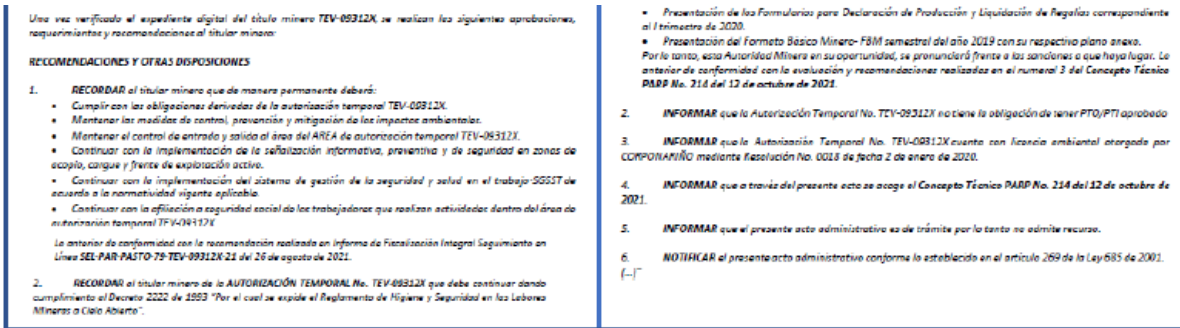 Una vez verificado el expediente digital del título minero TEV-09312X, se realizan las siguientes aprobaciones,
requerimientos y recomendaciones al titular minero:
RECOMENDACIONES Y OTRAS DISPOSICIONES
1. RECORDAR al titular minero que de manera permanente deberá:
• Cumplir con las obligaciones derivadas de la autorización temporal TEV-09312X.
• Mantener las medidas de control, prevención y mitigación de los impactos ambientales.
• Mantener el control de entrada y salida al área del AREA de autorización temporal TEV-09312X.
• Continuar con la implementación de la señalización informativa, preventiva y de seguridad en zonas de
acopio, cargue y frente de explotación activo.
• Continuar con la implementación del sistema de gestión de la seguridad y salud en el trabajo SGSST de
acuerdo a la normatividad vigente aplicable.
• Continuar con la afiliación a seguridad social de los trabajadores que realizan actividades dentro del área de
autorización temporal TEV-09312X
Lo anterior de conformidad con la recomendación realizada en Informe de Fiscalización Integral Seguimiento en
Línea SEL-PAR-PASTO-79-TEV-09312X-21 del 26 de agosto de 2021.
2. RECORDAR al titular minero de la AUTORIZACIÓN TEMPORAL No. TEV-09312X que debe continuar dando
cumplimiento al Decreto 2222 de 1993 "Por el cual se expide el Reglamento de Higiene y Seguridad en las Labores
Mineras a Cielo Abierto".
• Presentación de los Formularios para Declaración de Producción y Liquidación de Regalías correspondiente
al I trimestre de 2020.
• Presentación del Formato Básico Minero- FBM semestral del año 2019 con su respectivo plano anexo.
Por lo tanto, esta Autoridad Minera en su oportunidad, se pronunciará frente a las sanciones a que haya lugar. Lo
anterior de conformidad con la evaluación y recomendaciones realizadas en el numeral 3 del Concepto Técnico
PARP No. 214 del 12 de octubre de 2021.
2. INFORMAR que la Autorización Temporal No. TEV-09312X no tiene la obligación de tener PTO/PTI aprobado
3. INFORMAR que la Autorización Temporal No. TEV-09312X cuenta con licencia ambiental otorgada por
CORPONARIÑO mediante Resolución No. 0018 de fecha 2 de enero de 2020.
4. INFORMAR que a través del presente acto se acoge el Concepto Técnico PARP No. 214 del 12 de octubre de
2021.
5. INFORMAR que el presente acto administrativo es de trámite por lo tanto no admite recurso.
6. NOTIFICAR el presente acto administrativo conforme lo establecido en el artículo 269 de la Ley 685 de 2001.
(...)"